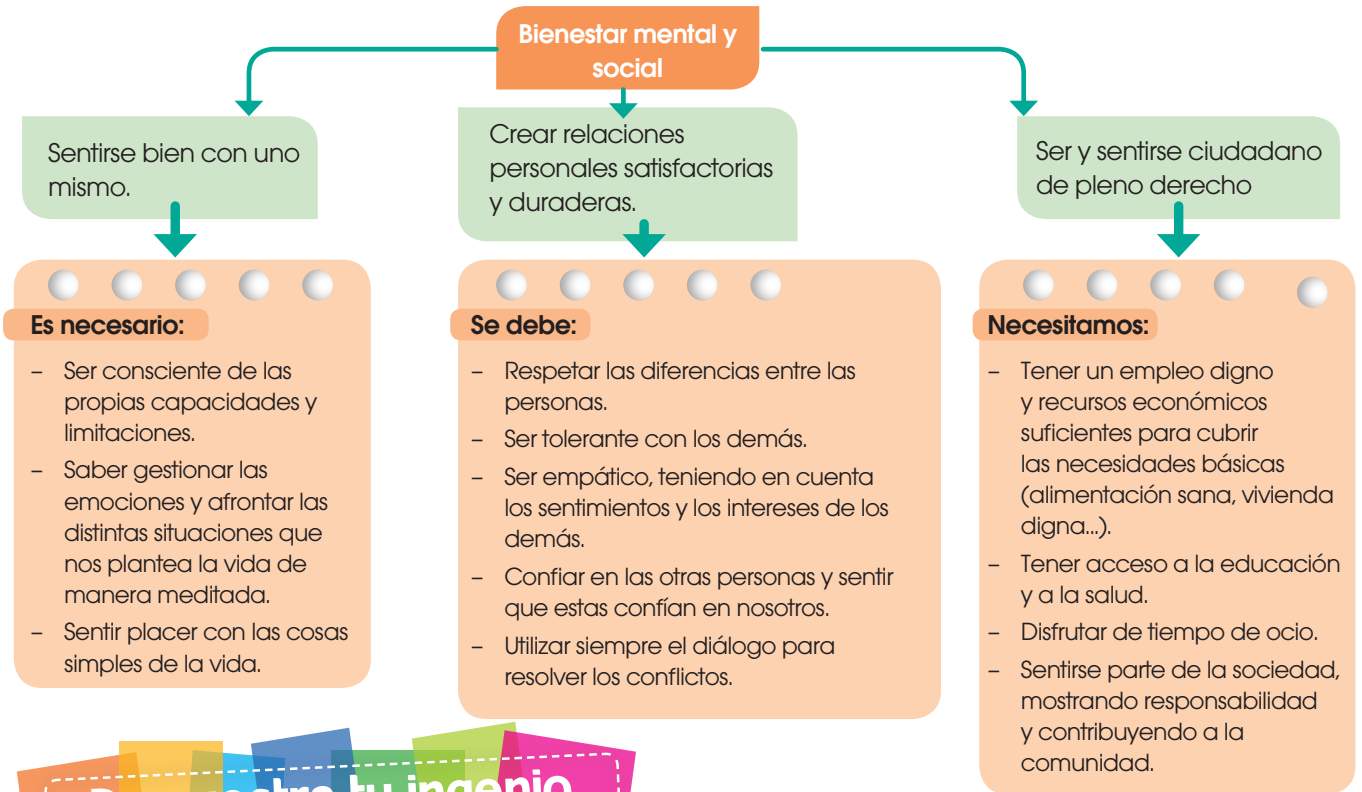 Bienestar mental y
social
Sentirse bien con uno
mismo.
Crear relaciones
personales satisfactorias
y duraderas.
Ser y sentirse ciudadano
de pleno derecho
Es necesario:
– Ser consciente de las
propias capacidades y
limitaciones.
– Saber gestionar las
emociones y afrontar las
distintas situaciones que
nos plantea la vida de
manera meditada.
– Sentir placer con las cosas
simples de la vida.
Se debe:
– Respetar las diferencias entre las
personas.
– Ser tolerante con los demás.
– Ser empático, teniendo en cuenta
los sentimientos y los intereses de los
demás.
– Confiar en las otras personas y sentir
que estas confían en nosotros.
– Utilizar siempre el diálogo para
resolver los conflictos.
Necesitamos:
– Tener un empleo digno
y recursos económicos
suficientes para cubrir
las necesidades básicas
(alimentación sana, vivienda
digna...).
– Tener acceso a la educación
y a la salud.
– Disfrutar de tiempo de ocio.
– Sentirse parte de la sociedad,
mostrando responsabilidad
y contribuyendo a la
comunidad.
tu ingenio